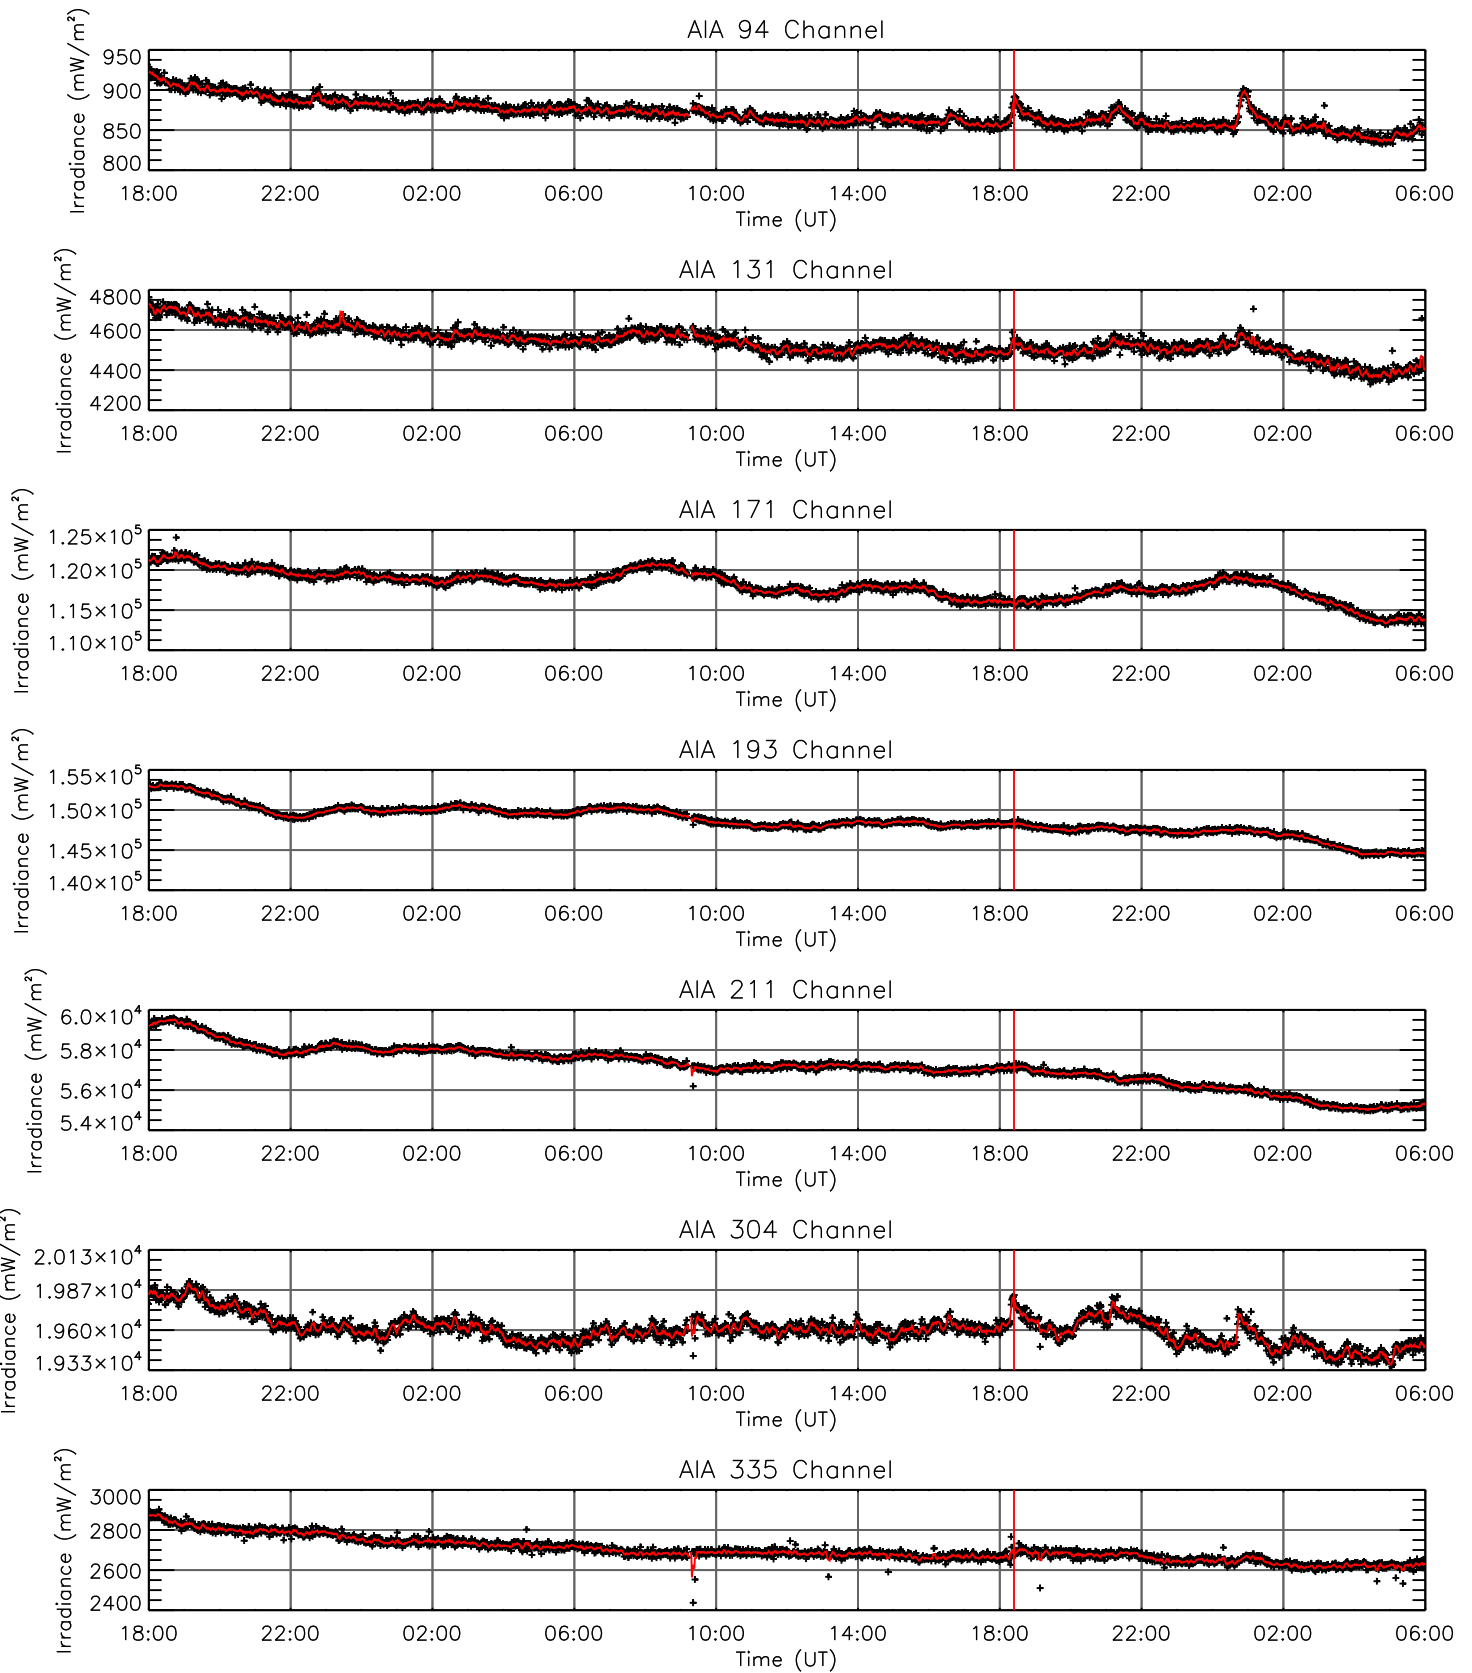 AIA 94 Channel
Irradiance (mW/m²)
950
900
850
800
18:00 22:00 02:00 06:00 10:00 14:00 18:00 22:00 02:00 06:00
Time (UT)
AIA 131 Channel
Irradiance (mW/m²)
4800
4600
4400
4200
18:00 22:00 02:00 06:00 10:00 14:00 18:00 22:00 02:00 06:00
Time (UT)
AIA 171 Channel
Irradiance (mW/m²)
1.25×10⁵
1.20×10⁵
1.15×10⁵
1.10×10⁵
18:00 22:00 02:00 06:00 10:00 14:00 18:00 22:00 02:00 06:00
Time (UT)
AIA 193 Channel
Irradiance (mW/m²)
1.55×10⁵
1.50×10⁵
1.45×10⁵
1.40×10⁵
18:00 22:00 02:00 06:00 10:00 14:00 18:00 22:00 02:00 06:00
Time (UT)
AIA 211 Channel
Irradiance (mW/m²)
6.0×10⁴
5.8×10⁴
5.6×10⁴
5.4×10⁴
18:00 22:00 02:00 06:00 10:00 14:00 18:00 22:00 02:00 06:00
Time (UT)
AIA 304 Channel
Irradiance (mW/m²)
2.013×10⁴
1.987×10⁴
1.960×10⁴
1.933×10⁴
18:00 22:00 02:00 06:00 10:00 14:00 18:00 22:00 02:00 06:00
Time (UT)
AIA 335 Channel
Irradiance (mW/m²)
3000
2800
2600
2400
18:00 22:00 02:00 06:00 10:00 14:00 18:00 22:00 02:00 06:00
Time (UT)